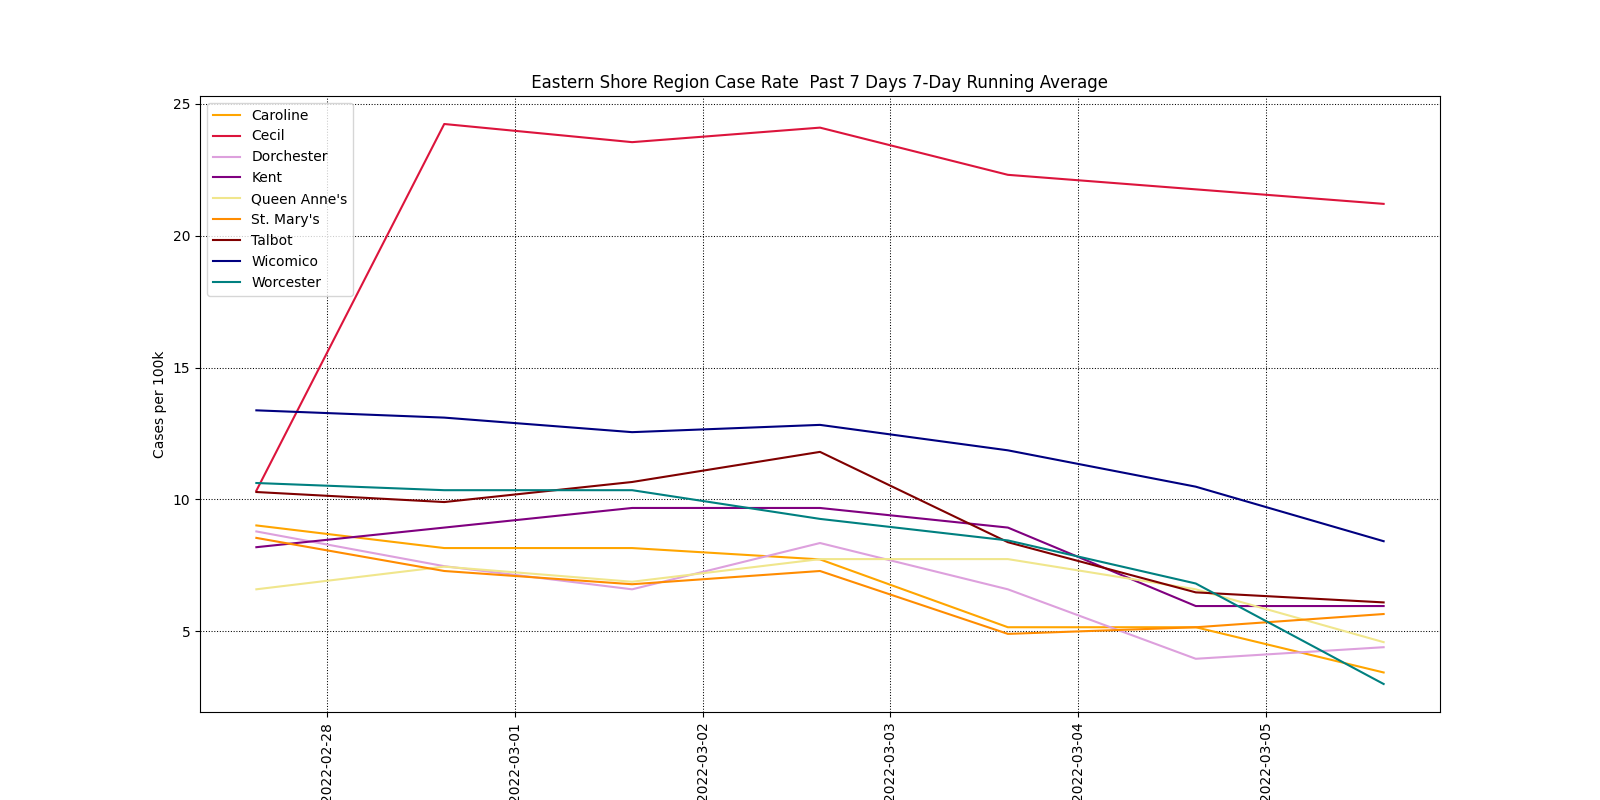 Eastern Shore Region Case Rate  Past 7 Days 7-Day Running Average
25
20
15
10
5
Cases per 100k
Caroline
Cecil
Dorchester
Kent
Queen Anne's
St. Mary's
Talbot
Wicomico
Worcester
2022-02-28
2022-03-01
2022-03-02
2022-03-03
2022-03-04
2022-03-05